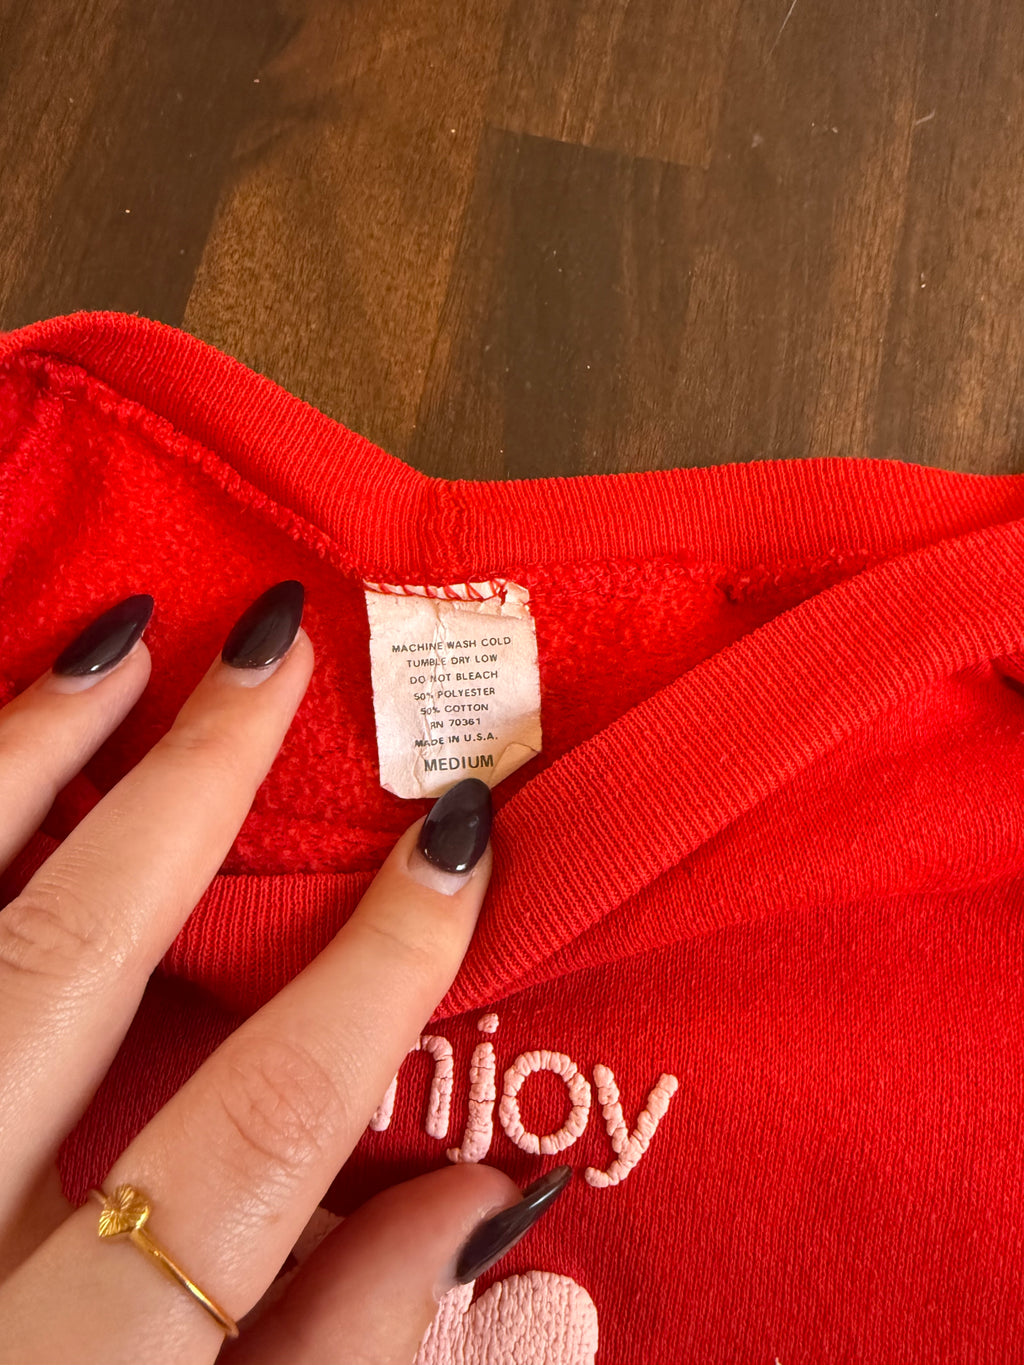 MACHINE WASH COLD
TUMBLE DRY LOW
DO NOT BLEACH
50% POLYESTER
50% COTTON
RN 70361
MADE IN U.S.A.
MEDIUM
njoy